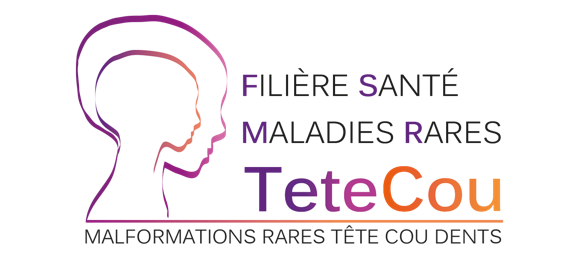 FILIÈRE SANTÉ
MALADIES RARES
TeteCou
MALFORMATIONS RARES TÊTE COU DENTS